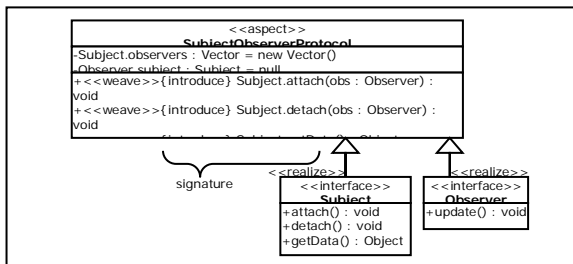 <<aspect>>
SubjectObserverProtocol
-Subject.observers : Vector = new Vector()
-Observer.subject : Subject = null
+<<weave>>{introduce} Subject.attach(obs : Observer) :
void
+<<weave>>{introduce} Subject.detach(obs : Observer) :
void
signature
<<realize>>
<<realize>>
<<interface>>
Subject
+attach() : void
+detach() : void
+getData() : Object
<<interface>>
Observer
+update() : void